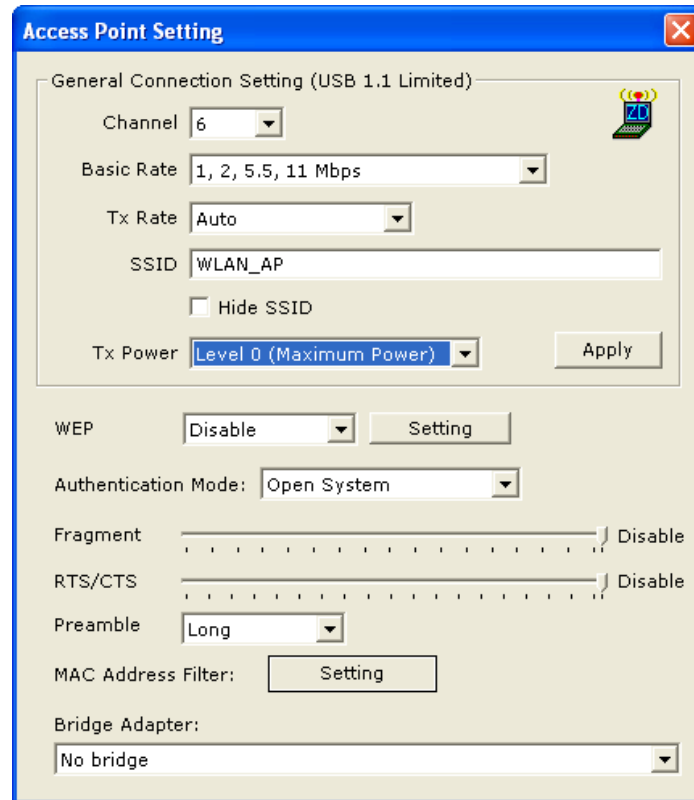 Access Point Setting
General Connection Setting (USB 1.1 Limited)
Channel 6
ZD
Basic Rate 1, 2, 5.5, 11 Mbps
Tx Rate Auto
SSID WLAN_AP
Hide SSID
Tx Power Level 0 (Maximum Power) Apply
WEP Disable Setting
Authentication Mode: Open System
Fragment Disable
RTS/CTS Disable
Preamble Long
MAC Address Filter: Setting
Bridge Adapter:
No bridge